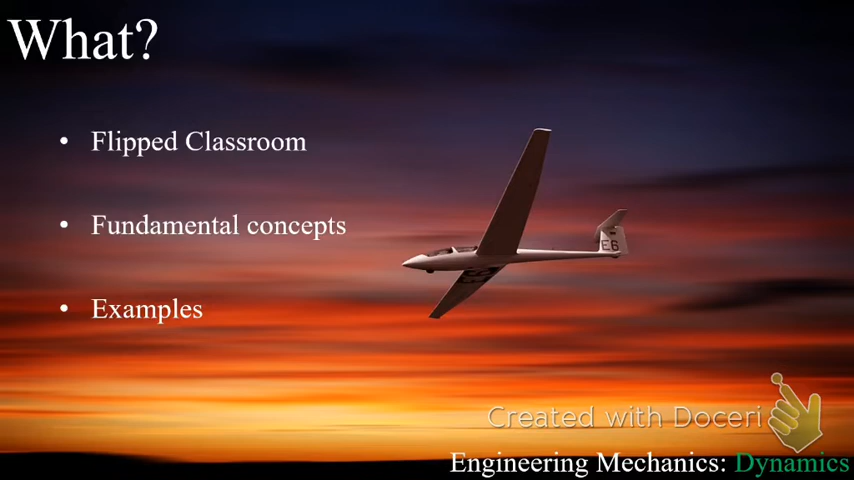 What?
• Flipped Classroom
• Fundamental concepts
• Examples
E6
Created with Doceri
Engineering Mechanics: Dynamics